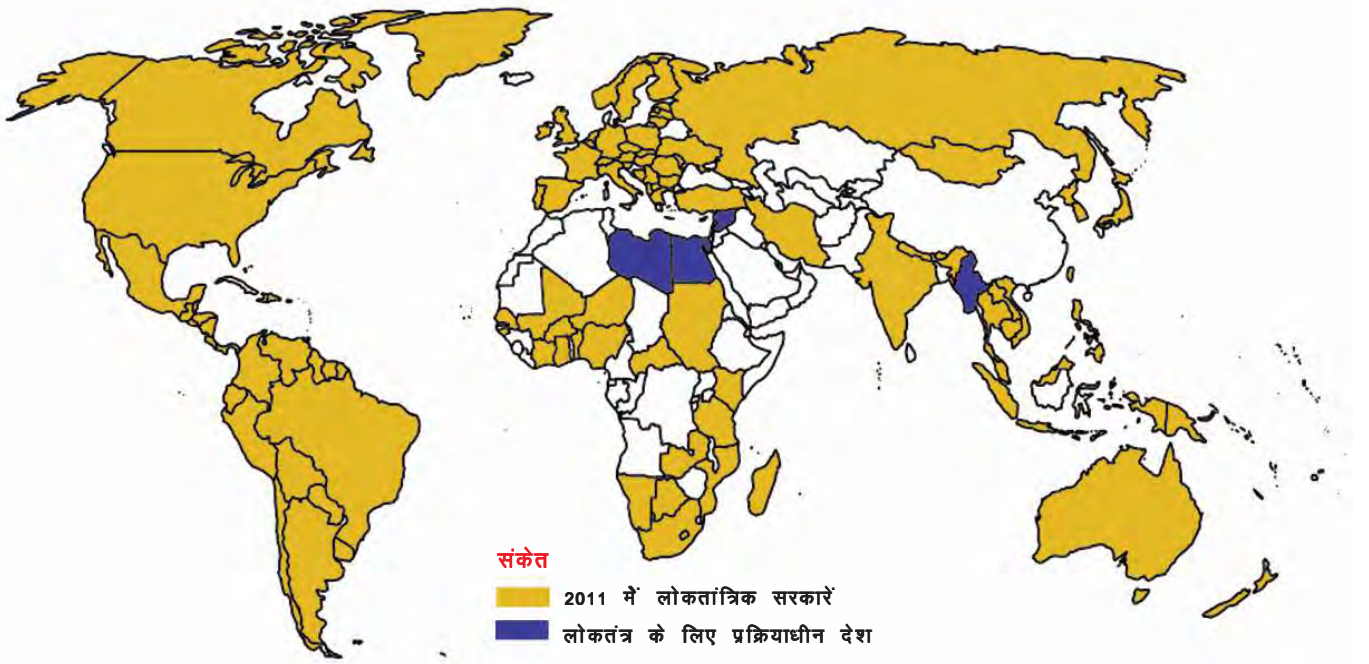 संकेत
2011 में लोकतांत्रिक सरकारें
लोकतंत्र के लिए प्रक्रियाधीन देश